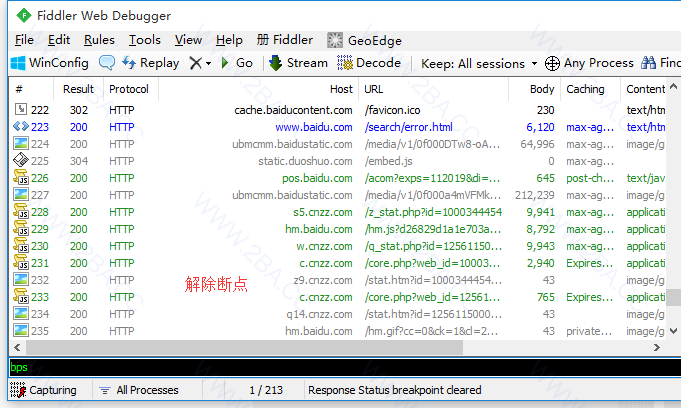 Fiddler Web Debugger
File Edit Rules Tools View Help 册 Fiddler GeoEdge
WinConfig Replay Go Stream Decode Keep: All sessions Any Process Find
# Result Protocol Host URL Body Caching Content
222 302 HTTP cache.baiducontent.com /favicon.ico 230 text/htm
223 200 HTTP www.baidu.com /search/error.html 6,120 max-ag... text/htm
224 200 HTTP ubmcmm.baidustatic.com /media/v1/0f000DTw8-oA... 64,996 max-ag... image/g
225 304 HTTP static.duoshuo.com /embed.js 0 max-ag...
226 200 HTTP pos.baidu.com /acom?exps=112019&di=... 645 post-ch... text/jav
227 200 HTTP ubmcmm.baidustatic.com /media/v1/0f000a4mVFMk... 212,239 max-ag... image/g
228 200 HTTP s5.cnzz.com /z_stat.php?id=1000344454 9,941 max-ag... applicati
229 200 HTTP hm.baidu.com /hm.js?d26829d1a1e703a... 8,792 max-ag... applicati
230 200 HTTP w.cnzz.com /q_stat.php?id=12561150... 9,943 max-ag... applicati
231 200 HTTP c.cnzz.com /core.php?web_id=10003... 2,940 Expires... applicati
232 200 HTTP z9.cnzz.com /stat.htm?id=1000344454... 43 image/g
233 200 HTTP c.cnzz.com /core.php?web_id=12561... 765 Expires... applicati
234 200 HTTP q14.cnzz.com /stat.htm?id=1256115000... 43 image/g
235 200 HTTP hm.baidu.com /hm.gif?cc=0&ck=1&cl=2... 43 private... image/g
解除断点
bps
Capturing All Processes 1 / 213 Response Status breakpoint cleared